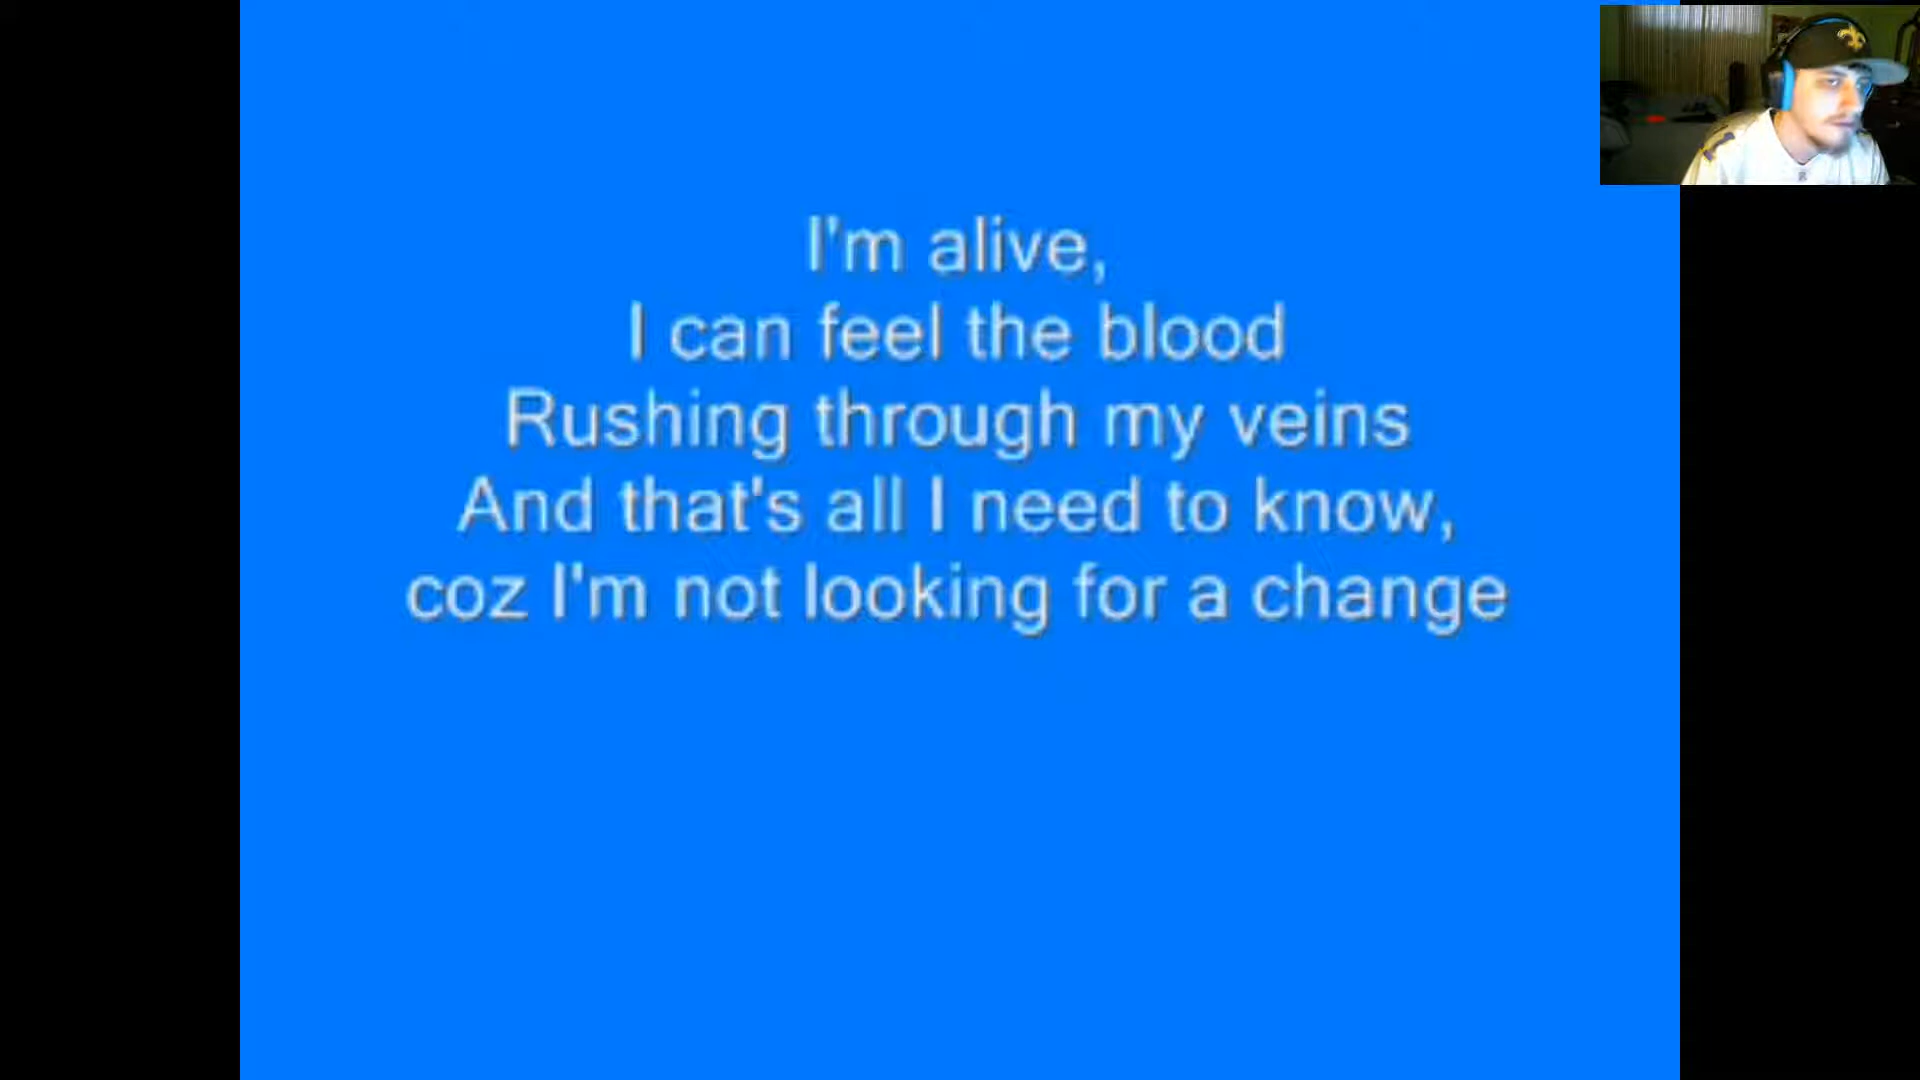 I'm alive,
I can feel the blood
Rushing through my veins
And that's all I need to know,
coz I'm not looking for a change